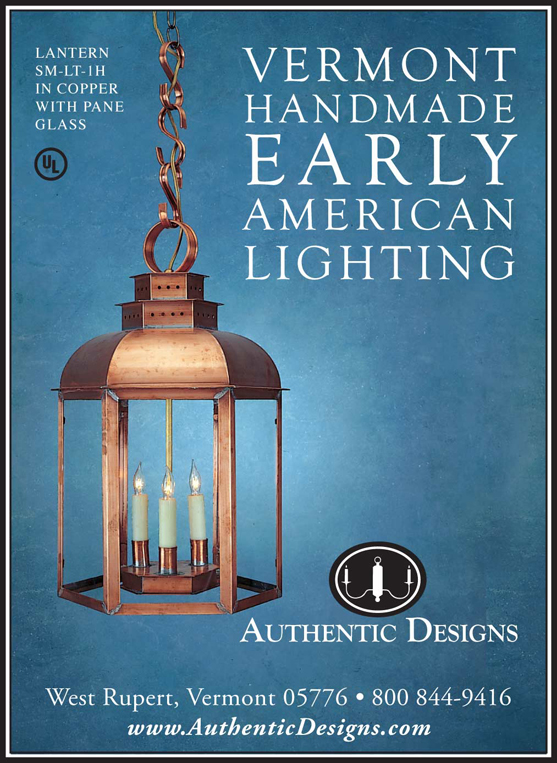 LANTERN
SM-LT-1H
IN COPPER
WITH PANE
GLASS
UL
VERMONT
HANDMADE
EARLY
AMERICAN
LIGHTING
AUTHENTIC DESIGNS
West Rupert, Vermont 05776 • 800 844-9416
www.AuthenticDesigns.com